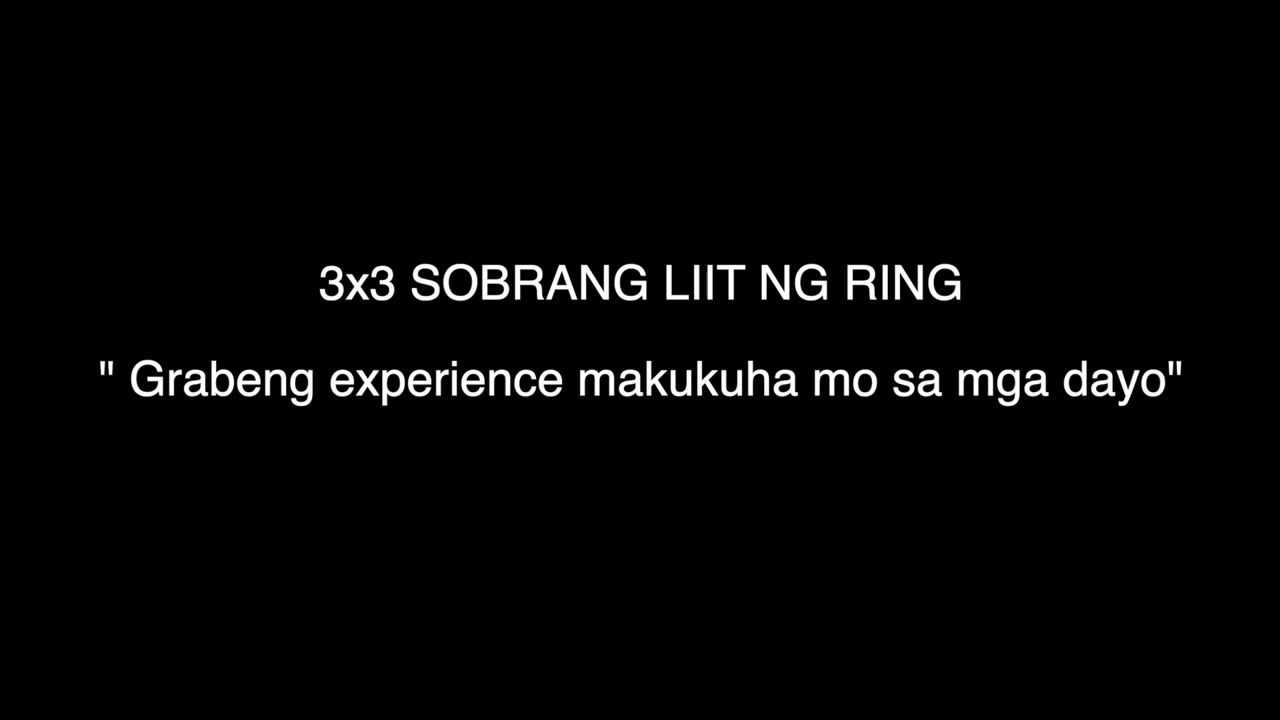 3x3 SOBRANG LIIT NG RING
" Grabeng experience makukuha mo sa mga dayo"